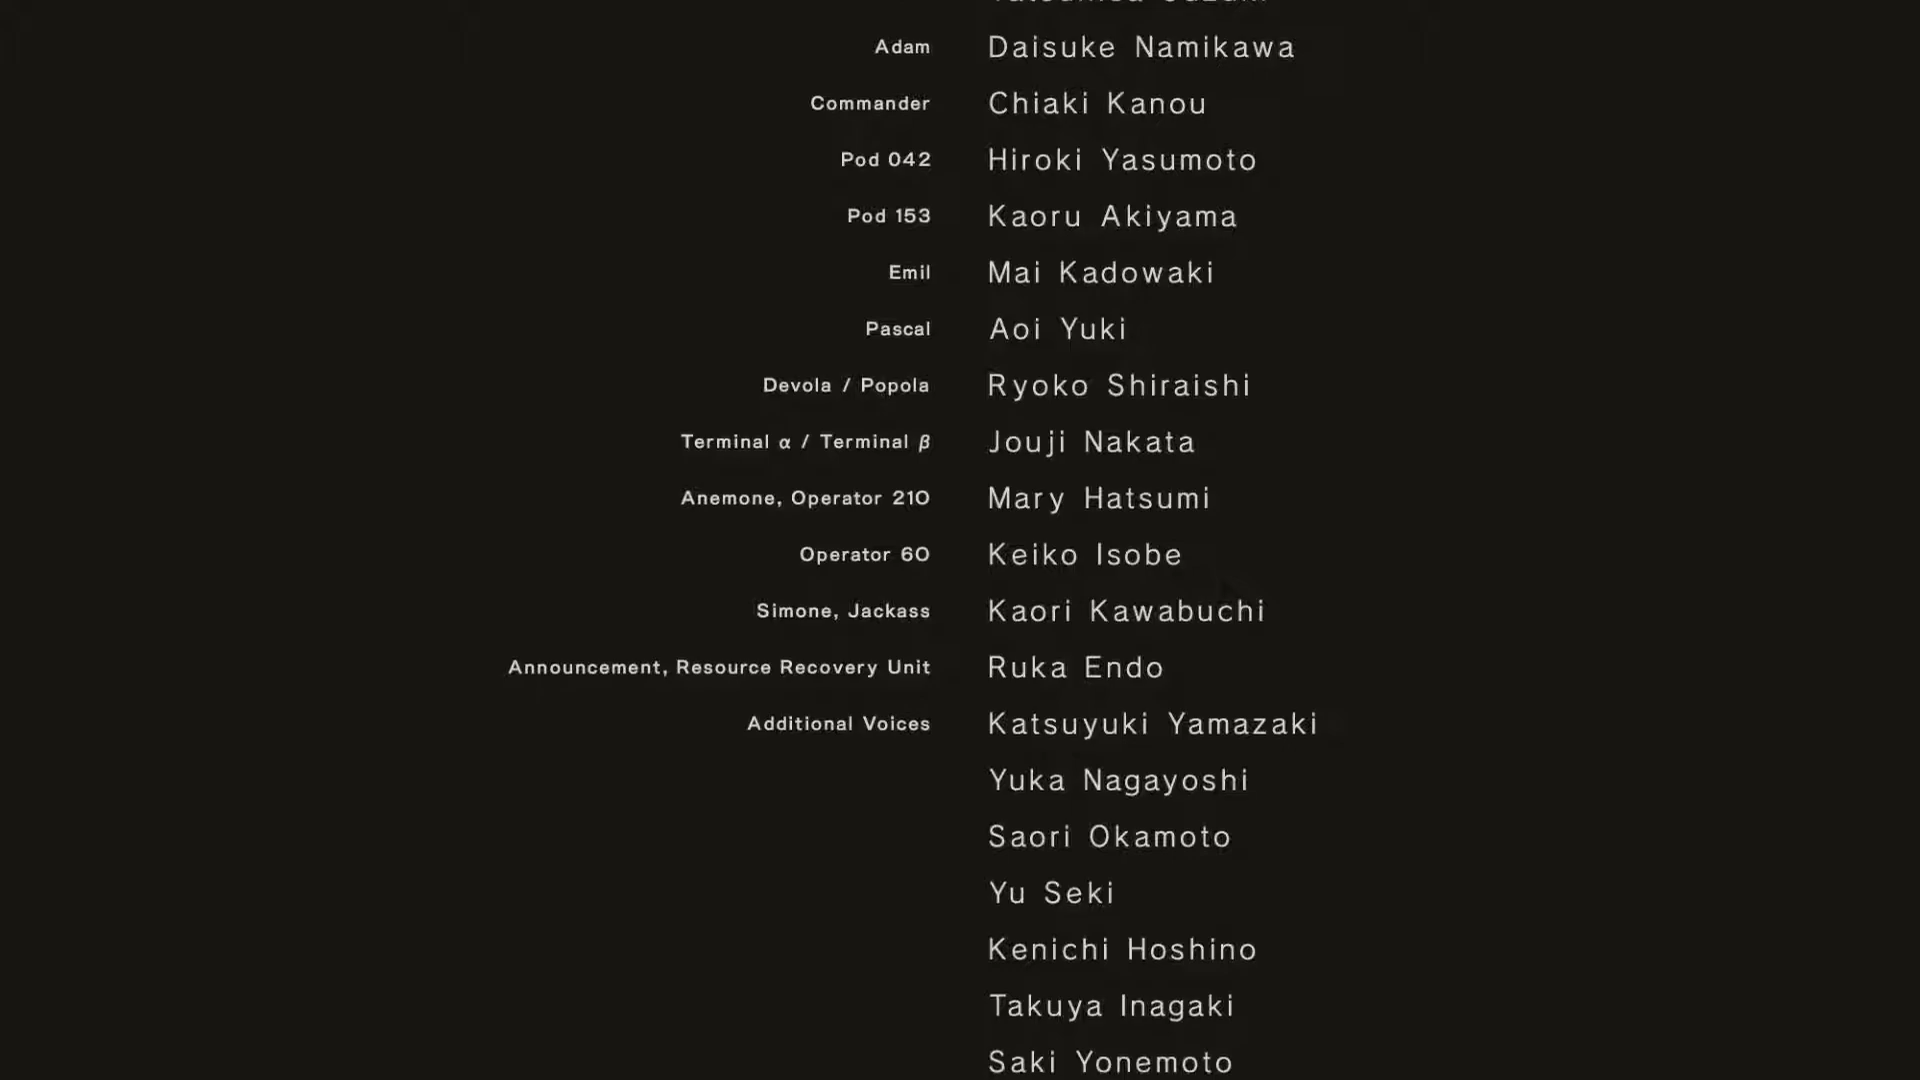 Adam Daisuke Namikawa
Commander Chiaki Kanou
Pod 042 Hiroki Yasumoto
Pod 153 Kaoru Akiyama
Emil Mai Kadowaki
Pascal Aoi Yuki
Devola / Popola Ryoko Shiraishi
Terminal α / Terminal β Jouji Nakata
Anemone, Operator 21O Mary Hatsumi
Operator 6O Keiko Isobe
Simone, Jackass Kaori Kawabuchi
Announcement, Resource Recovery Unit Ruka Endo
Additional Voices Katsuyuki Yamazaki
Yuka Nagayoshi
Saori Okamoto
Yu Seki
Kenichi Hoshino
Takuya Inagaki
Saki Yonemoto